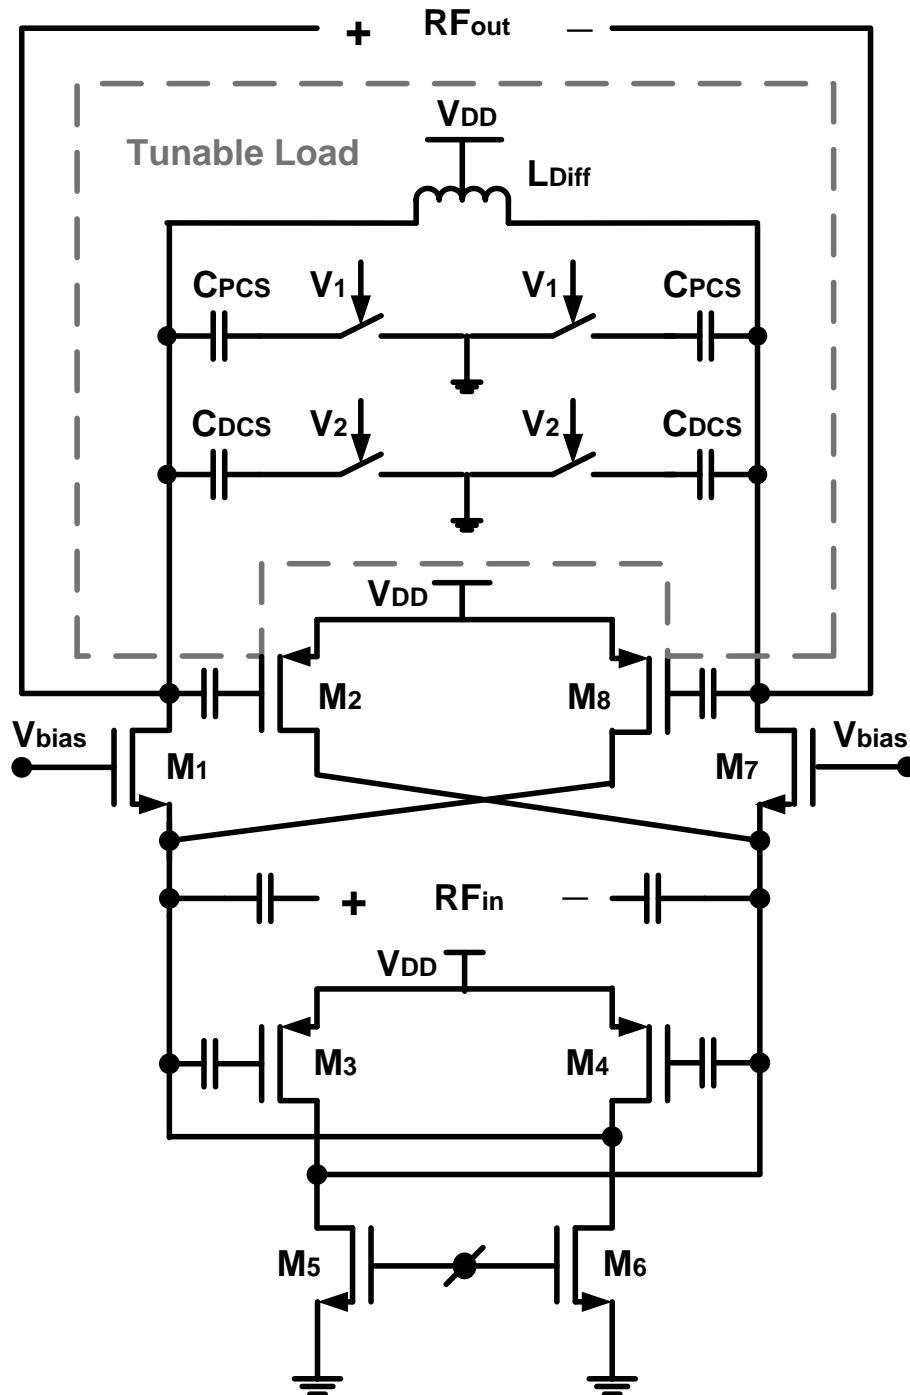 + RFout −
VDD
Tunable Load
LDiff
CPCS V1 V1 CPCS
CDCS V2 V2 CDCS
VDD
M2 M8
Vbias Vbias
M1 M7
+ RFin −
VDD
M3 M4
M5 M6